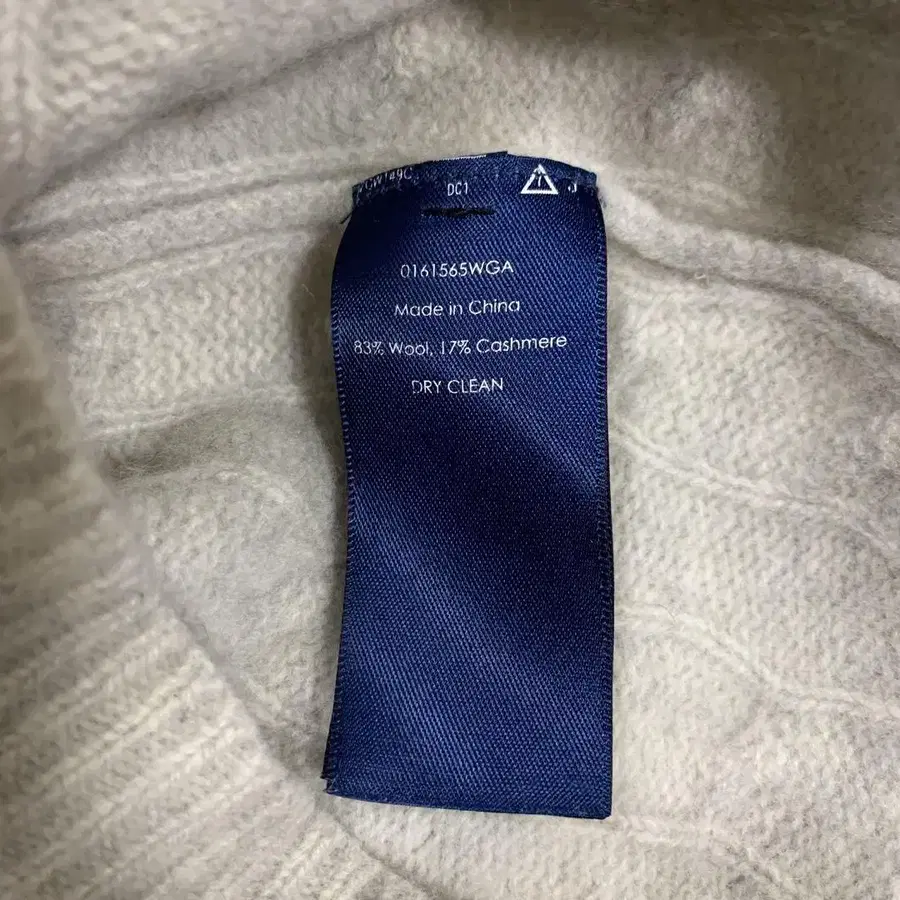 DC1
0161565WGA
Made in China
83% Wool, 17% Cashmere
DRY CLEAN